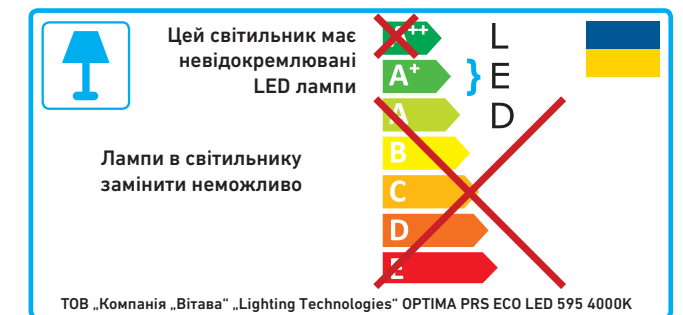 Цей світильник має
невідокремлювані
LED лампи
Лампи в світильнику
замінити неможливо
A++
A+
A
B
C
D
E
L
E
D
ТОВ „Компанія „Вітава“ „Lighting Technologies“ OPTIMA PRS ECO LED 595 4000K